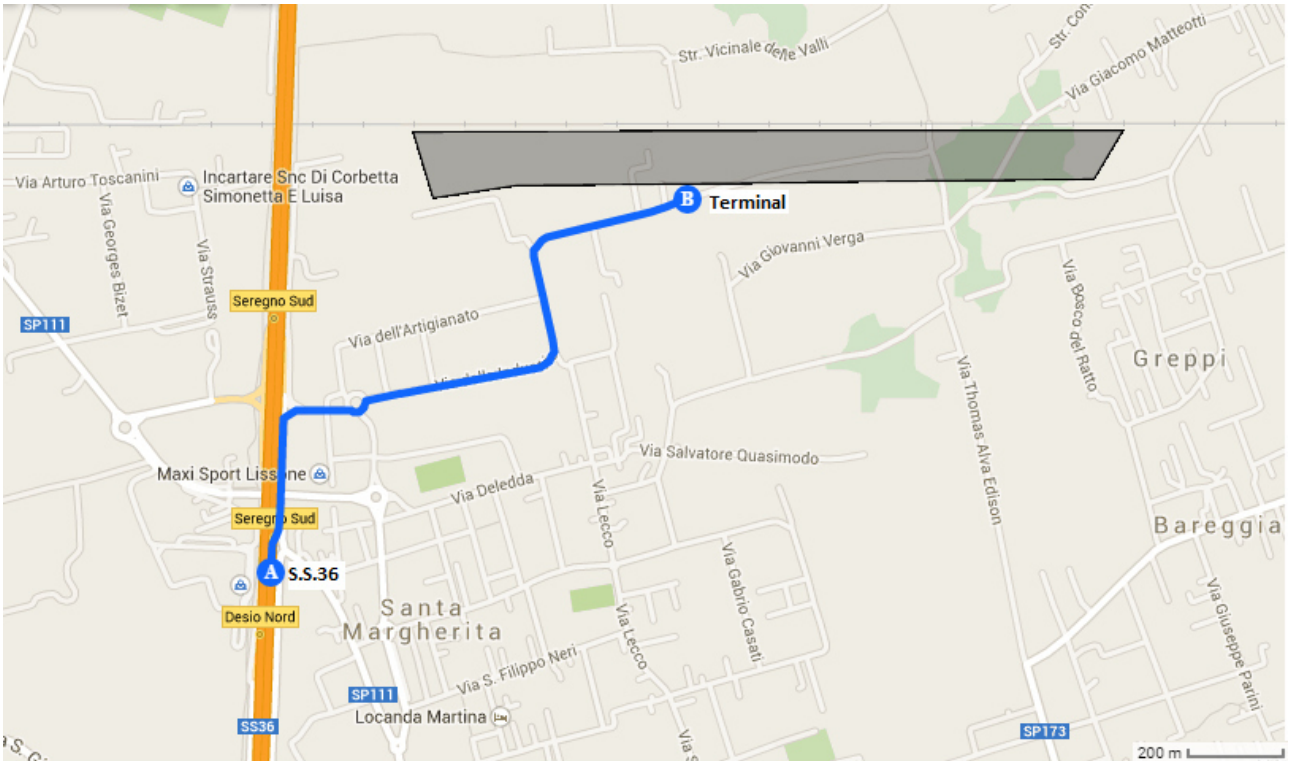 Str. Vicinale delle Valli
Str. Con
Via Giacomo Matteotti
Via Arturo Toscanini
Incartare Snc Di Corbetta
Simonetta E Luisa
B
Terminal
Via Georges Bizet
Via Strauss
Via Giovanni Verga
Seregno Sud
SP111
Via dell'Artigianato
Via Bosco del Ratto
Greppi
Via Thomas Alva Edison
Maxi Sport Lissone
Via Salvatore Quasimodo
Via Deledda
Via Lecco
Seregno Sud
Bareggia
A
S.S.36
Via Gabrio Casati
Desio Nord
Santa
Margherita
Via Lecco
Via Giuseppe Parini
Via S. Filippo Neri
SP111
Locanda Martina
SS36
SP173
Via S
200 m